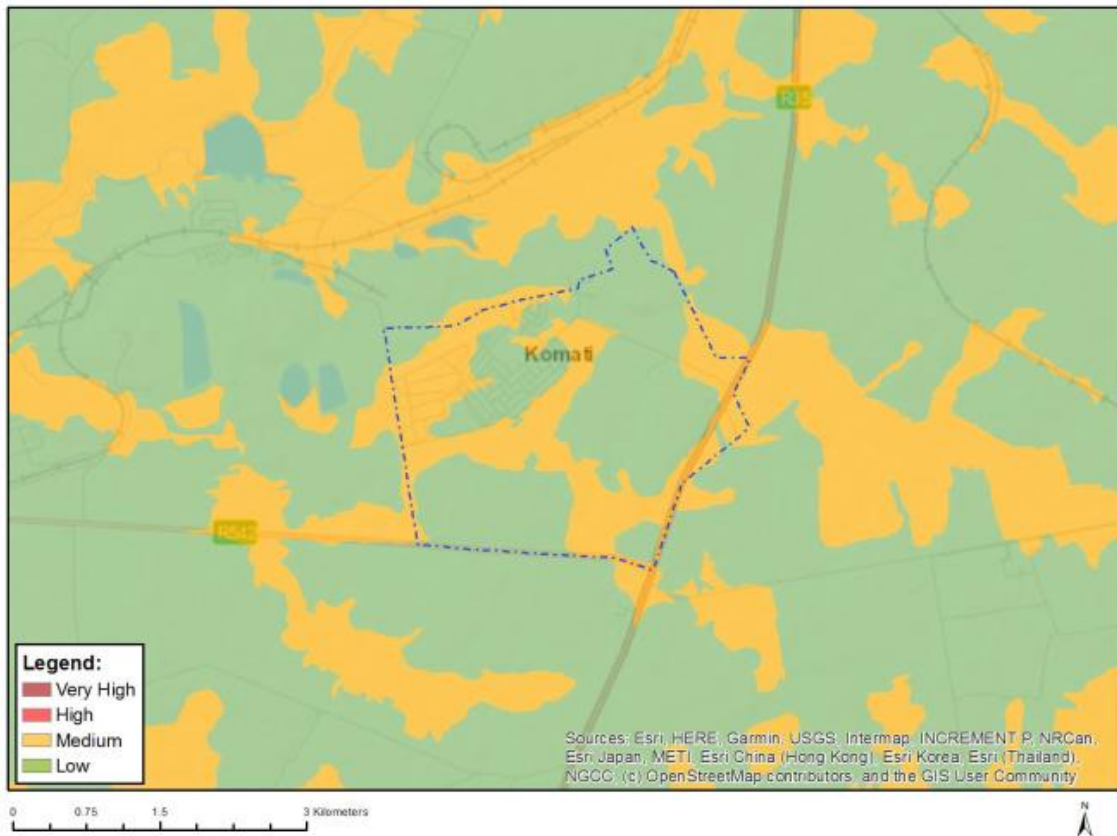 R35
Komati
R542
Legend:
Very High
High
Medium
Low
Sources: Esri, HERE, Garmin, USGS, Intermap, INCREMENT P, NRCan,
Esri Japan, METI, Esri China (Hong Kong), Esri Korea, Esri (Thailand),
NGCC, (c) OpenStreetMap contributors, and the GIS User Community
0 0.75 1.5 3 Kilometers
N